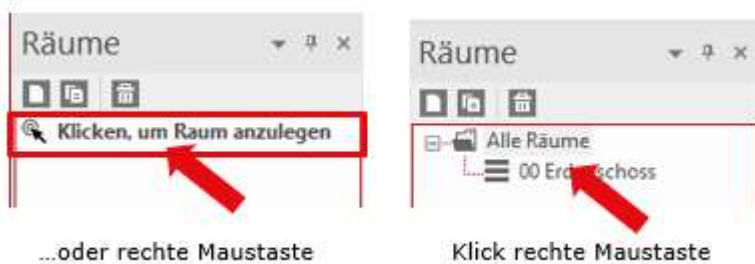 Räume
Klicken, um Raum anzulegen
...oder rechte Maustaste
Räume
Alle Räume
00
Klick rechte Maustaste